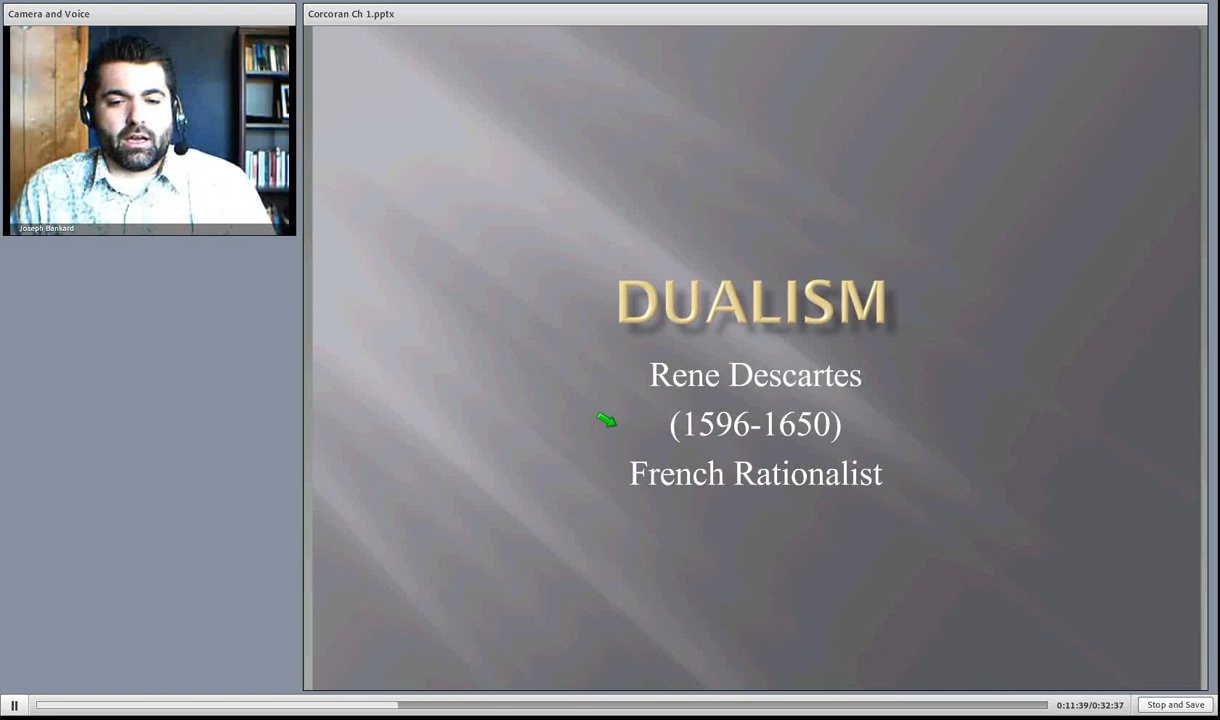 Camera and Voice
Corcoran Ch 1.pptx
Joseph Bankard
DUALISM
Rene Descartes
(1596-1650)
French Rationalist
0:11:39/0:32:37
Stop and Save